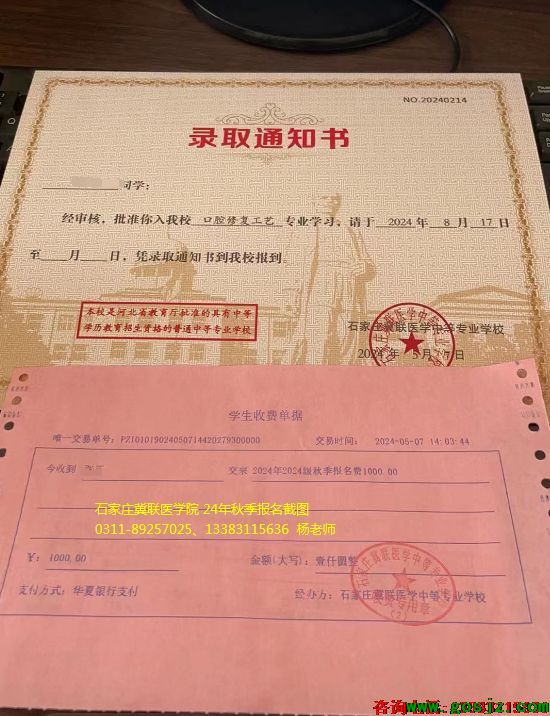 NO.20240214
录取通知书
同学:
经审核，批准你入我校 口腔修复工艺 专业学习，请于 2024 年 8 月 17 日
至 月 日，凭录取通知书到我校报到。
本校是河北省教育厅批准的具有中等
学历教育招生资格的普通中等专业学校
石家庄冀联医学中等专业学校
2024 年 5 月 日
学生收费单据
唯一交易单号: PZ1010190240507144202793000000
交易时间: 2024-05-07 14:03:44
今收到 交来 2024年2024级秋季报名费1000.00
石家庄冀联医学院 24年秋季报名截图
0311-89257025、13383115636 杨老师
¥: 1000.00 金额(大写): 壹仟圆整
支付方式: 华夏银行支付 经办方: 石家庄冀联医学中等专业学校